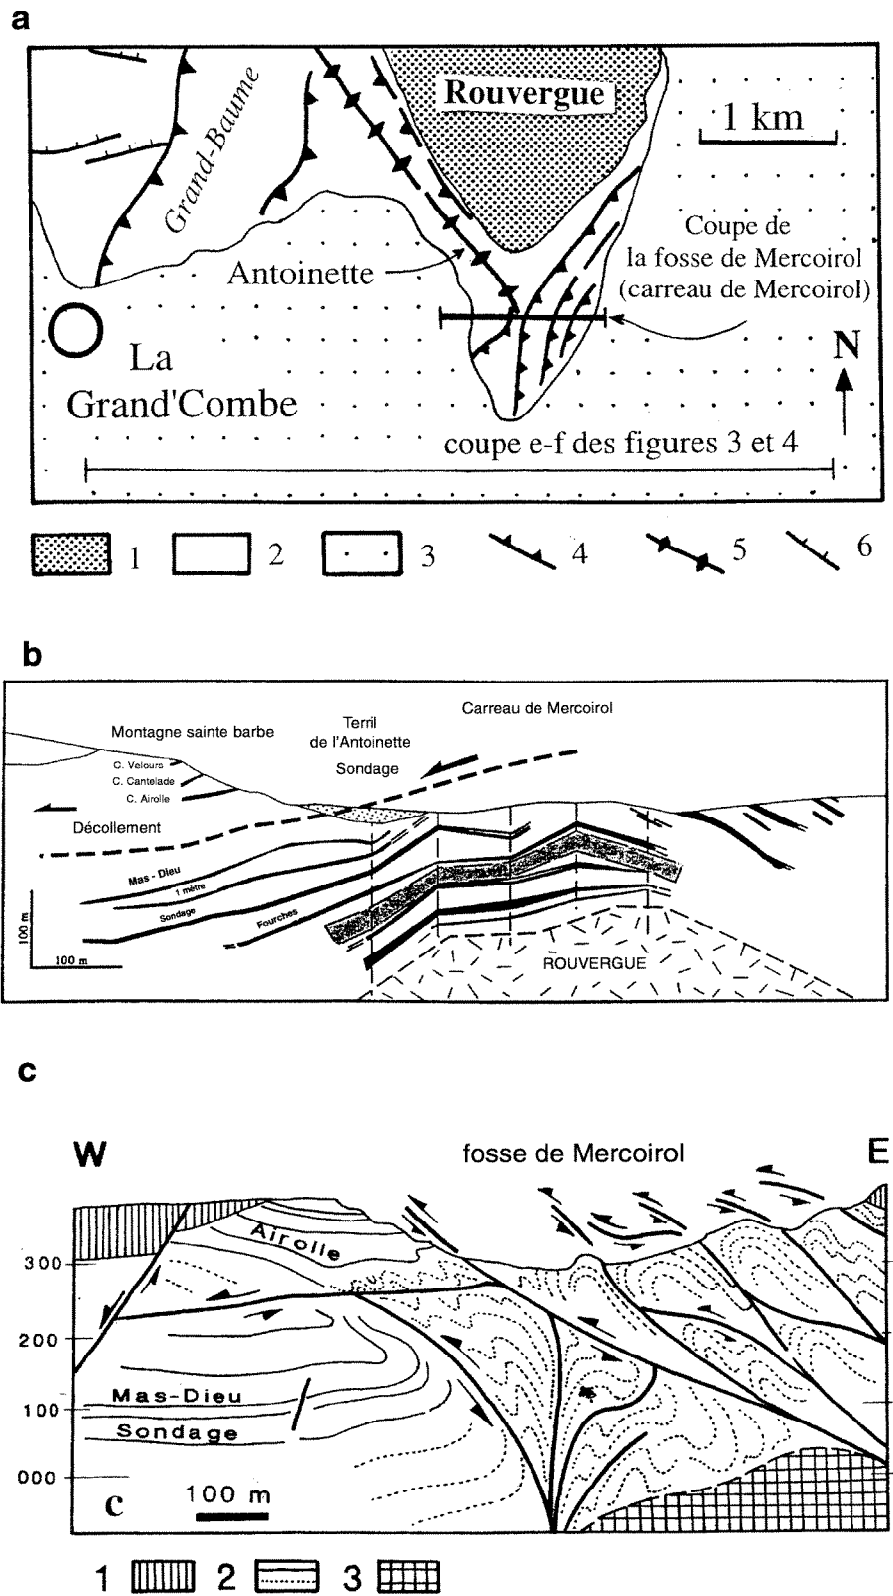 a
Rouvergue
1 km
Grand-Baume
Coupe de
la fosse de Mercoirol
(carreau de Mercoirol)
Antoinette
N
La
Grand'Combe
coupe e-f des figures 3 et 4
1 2 3 4 5 6
b
Carreau de Mercoirol
Montagne sainte barbe
Terril
de l'Antoinette
Sondage
C. Velours
C. Cantelade
C. Airolle
Décollement
Mas - Dieu
1 mètre
Sondage
Fourches
100 m
100 m
ROUVERGUE
c
W
fosse de Mercoirol
E
Airolle
300
200
100
000
Mas-Dieu
Sondage
c
100 m
1 2 3